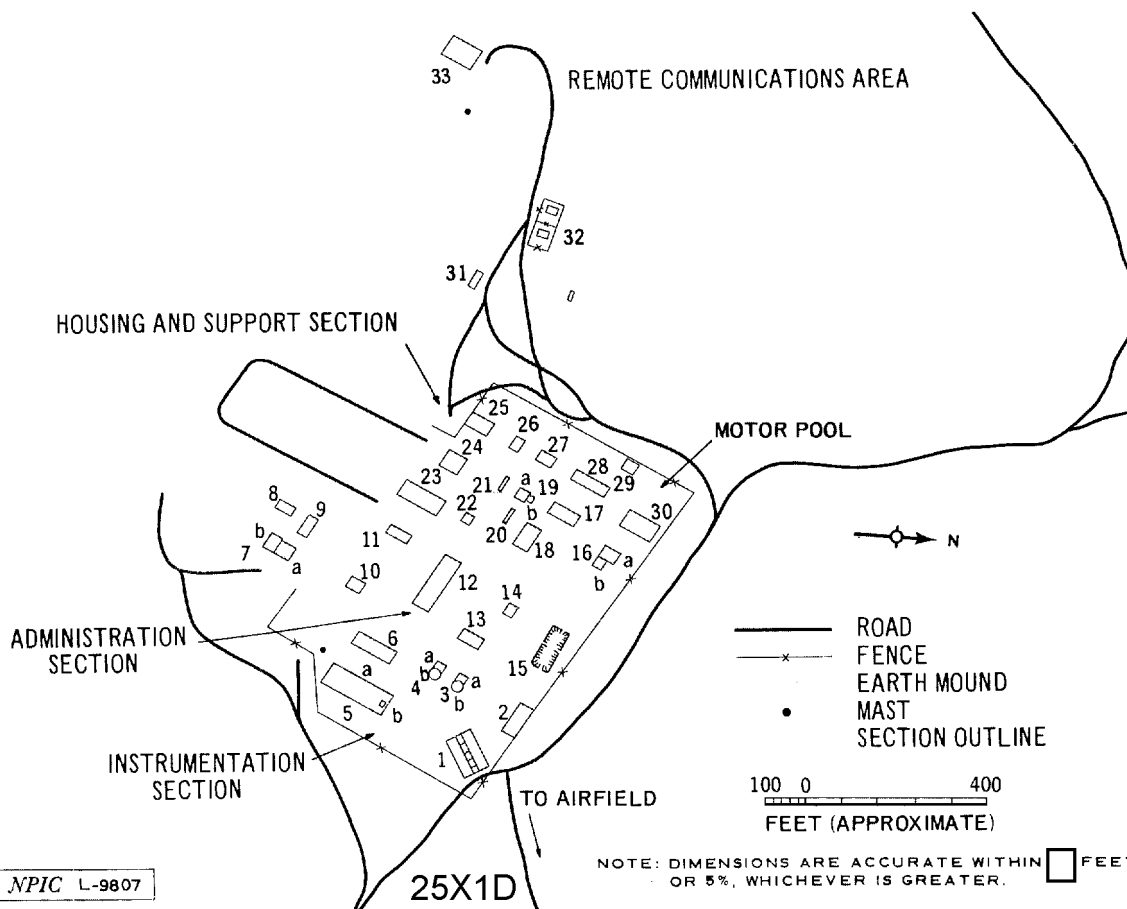 33
REMOTE COMMUNICATIONS AREA
32
31
HOUSING AND SUPPORT SECTION
25
26
MOTOR POOL
24
27
28
23
21
a
19
29
8
9
22
b
17
30
20
b
11
18
16
a
7
a
b
10
12
14
13
6
15
ADMINISTRATION
SECTION
a
a
b
4
3
a
b
5
b
2
1
INSTRUMENTATION
SECTION
TO AIRFIELD
N
ROAD
x
FENCE
EARTH MOUND
MAST
SECTION OUTLINE
100 0 400
FEET (APPROXIMATE)
NOTE: DIMENSIONS ARE ACCURATE WITHIN FEET
OR 5%, WHICHEVER IS GREATER.
NPIC L-9807
25X1D